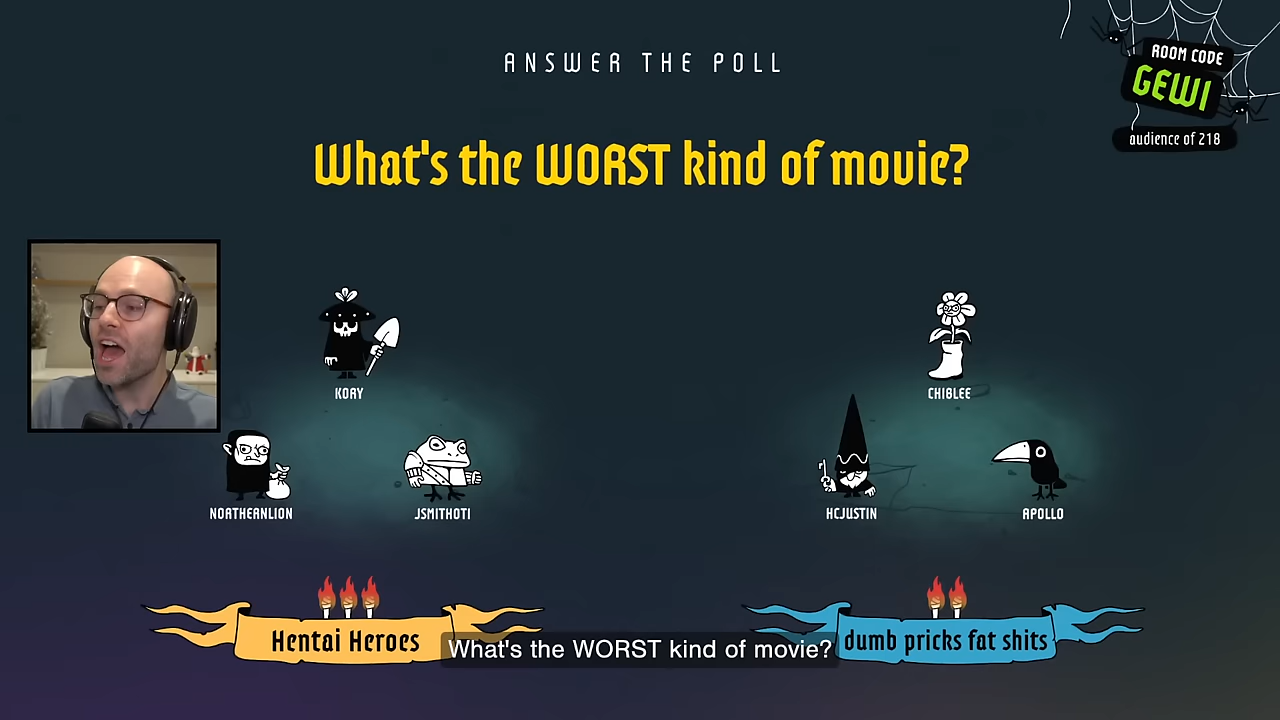 ANSWER THE POLL
ROOM CODE
GEWI
audience of 218
What's the WORST kind of movie?
KORY
CHIBLEE
NORTHERNLION
JSMITHOTI
HCJUSTIN
APOLLO
Hentai Heroes
dumb pricks fat shits
What's the WORST kind of movie?